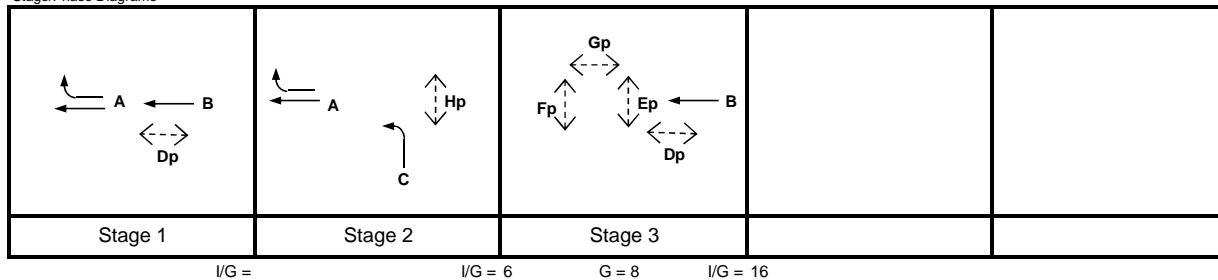 Stage/Phase Diagrams
A B Dp
A Hp C
Gp Fp Ep B Dp
Stage 1 Stage 2 Stage 3
I/G = I/G = 6 G = 8 I/G = 16